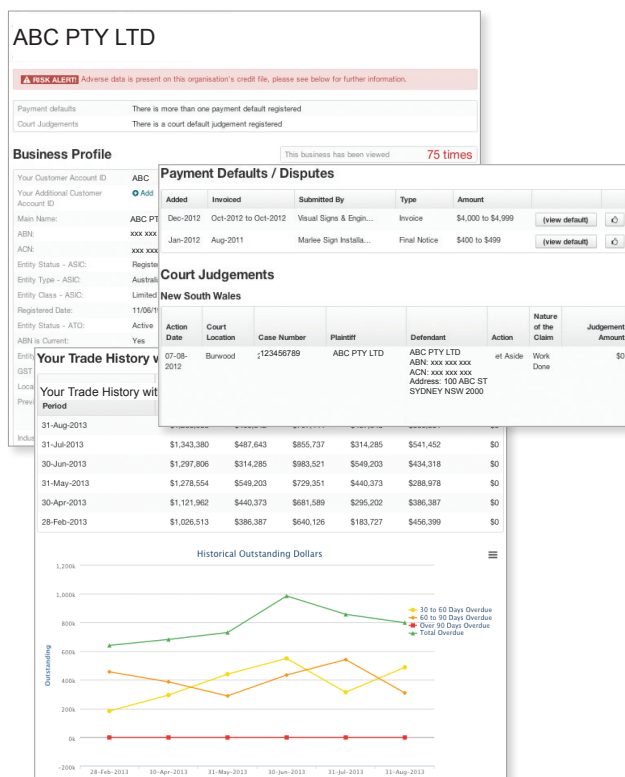 ABC PTY LTD
RISK ALERT! Adverse data is present on this organisation's credit file, please see below for further information.
Payment defaults There is more than one payment default registered
Court Judgements There is a court default judgement registered
Business Profile
This business has been viewed 75 times
Your Customer Account ID ABC
Your Additional Customer Account ID Add
Main Name: ABC PT
ABN: xxx xxx
ACN: xxx xxx
Entity Status - ASIC: Registe
Entity Type - ASIC: Australi
Entity Class - ASIC: Limited
Registered Date: 11/06/19
Entity Status - ATO: Active
ABN is Current: Yes
Entity
GST
Loca
Previ
Indus
Payment Defaults / Disputes
Added Invoiced Submitted By Type Amount
Dec-2012 Oct-2012 to Oct-2012 Visual Signs & Engin... Invoice $4,000 to $4,999 (view default)
Jan-2012 Aug-2011 Marlee Sign Installa... Final Notice $400 to $499 (view default)
Court Judgements
New South Wales
Action Date Court Location Case Number Plaintiff Defendant Action Nature of the Claim Judgement Amount
07-08-2012 Burwood 123456789 ABC PTY LTD ABC PTY LTD et Aside Work Done $0
ABN: xxx xxx xxx
ACN: xxx xxx xxx
Address: 100 ABC ST
SYDNEY NSW 2000
Your Trade History w
Your Trade History wit
Period
31-Aug-2013 $0
31-Jul-2013 $1,343,380 $487,643 $855,737 $314,285 $541,452 $0
30-Jun-2013 $1,297,806 $314,285 $983,521 $549,203 $434,318 $0
31-May-2013 $1,278,554 $549,203 $729,351 $440,373 $288,978 $0
30-Apr-2013 $1,121,962 $440,373 $681,589 $295,202 $386,387 $0
28-Feb-2013 $1,026,513 $386,387 $640,126 $183,727 $456,399 $0
Historical Outstanding Dollars
Outstanding
1,200k
1,000k
800k
600k
400k
200k
0k
-200k
30 to 60 Days Overdue
60 to 90 Days Overdue
Over 90 Days Overdue
Total Overdue
28-Feb-2013 30-Apr-2013 31-May-2013 30-Jun-2013 31-Jul-2013 31-Aug-2013